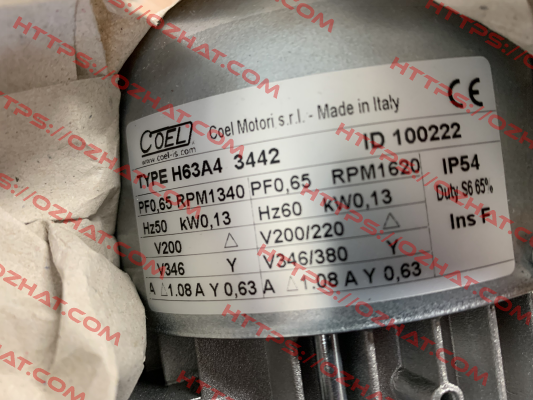 COEL
www.coel-is.com
Coel Motori s.r.l. - Made in Italy
CE
TYPE H63A4 3442 ID 100222
PF0,65 RPM1340 PF0,65 RPM1620 IP54
Hz50 kW0,13 Hz60 kW0,13 Duty S6 65%
V200 △ V200/220 △ Ins F
V346 Y V346/380 Y
A △1.08 A Y 0,63 A △1.08 A Y 0,63
HTTPS://OZHAT.COM